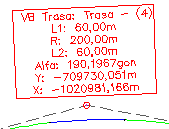 VB Trasa: Trasa - (4)
L1: 60,00m
R: 200,00m
L2: 60,00m
Alfa: 190,1967gon
Y: -709730,051m
X: -1020981,166m